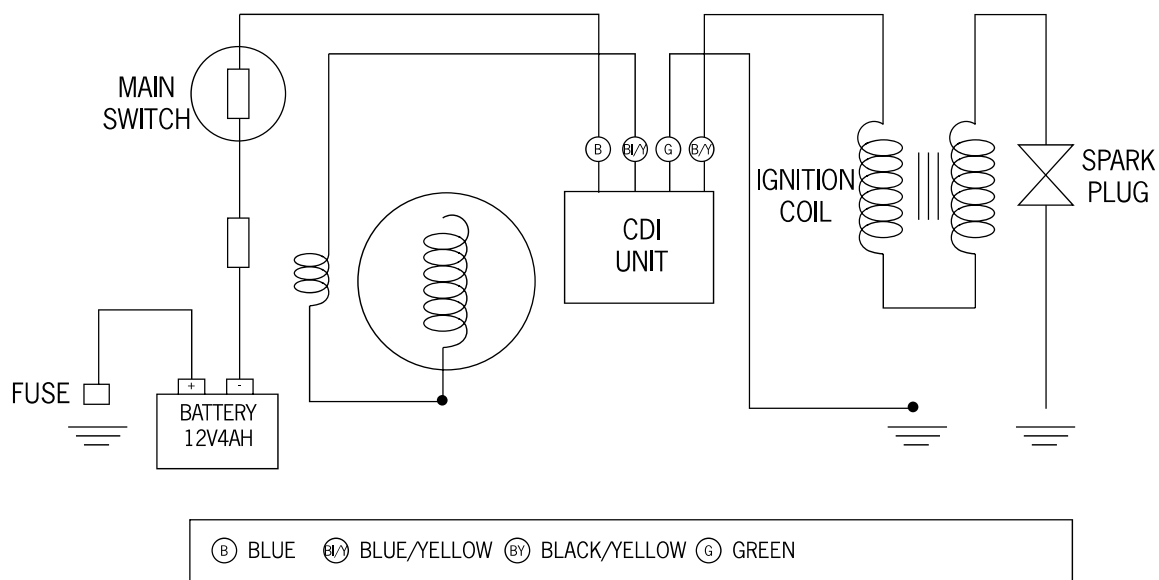 MAIN
SWITCH
B
Bl/Y
G
B/Y
CDI
UNIT
IGNITION
COIL
SPARK
PLUG
FUSE
+
-
BATTERY
12V4AH
B BLUE Bl/Y BLUE/YELLOW BY BLACK/YELLOW G GREEN